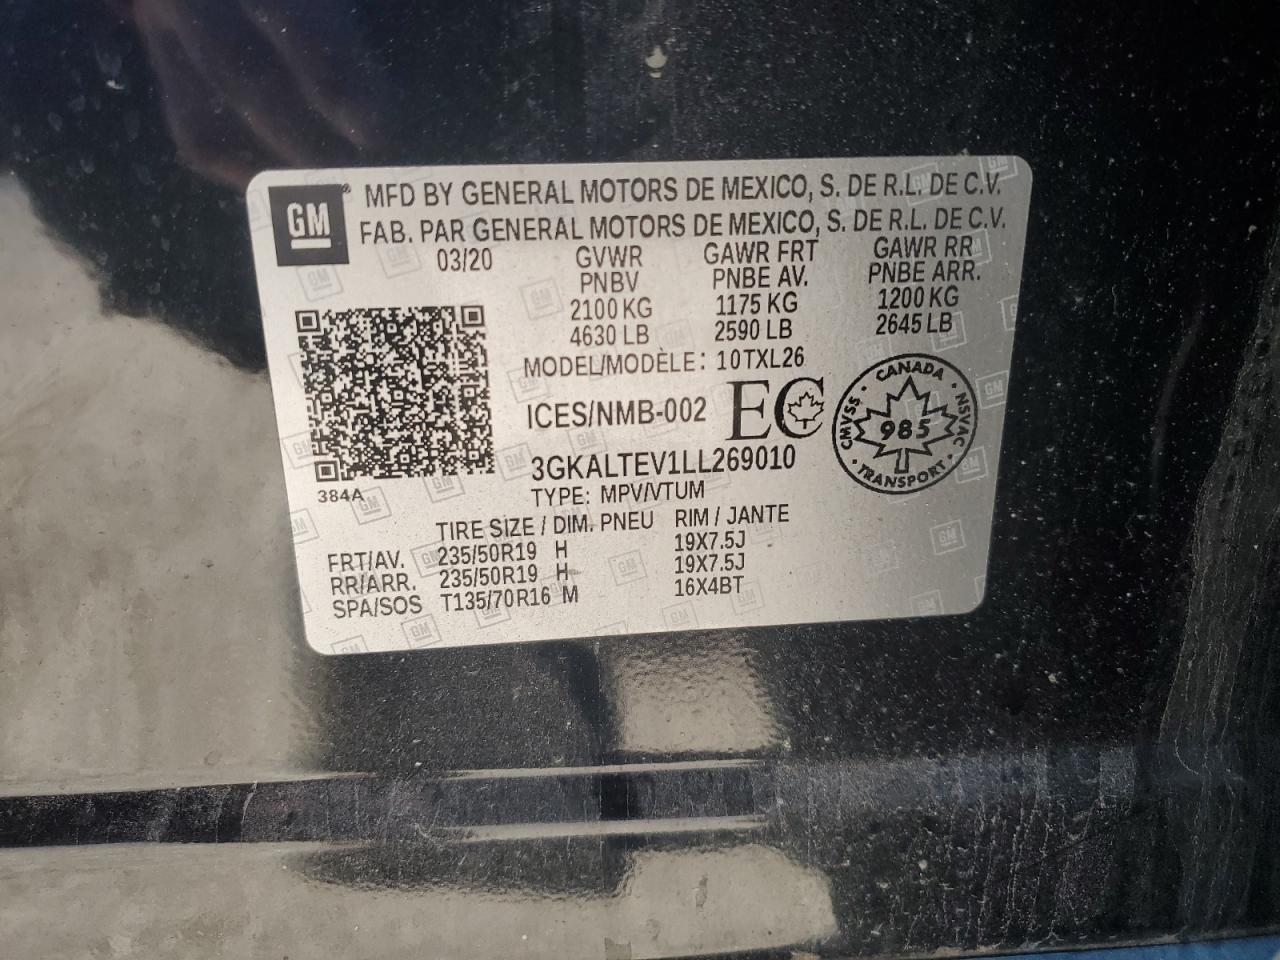 GM
MFD BY GENERAL MOTORS DE MEXICO, S. DE R.L. DE C.V.
FAB. PAR GENERAL MOTORS DE MEXICO, S. DE R.L. DE C.V.
03/20 GVWR GAWR FRT GAWR RR
PNBV PNBE AV. PNBE ARR.
2100 KG 1175 KG 1200 KG
4630 LB 2590 LB 2645 LB
MODEL/MODÈLE: 10TXL26
ICES/NMB-002 EC
CANADA
CMVSS 985 NSVAC
TRANSPORT
3GKALTEV1LL269010
384A TYPE: MPV/VTUM
TIRE SIZE / DIM. PNEU RIM / JANTE
FRT/AV. 235/50R19 H 19X7.5J
RR/ARR. 235/50R19 H 19X7.5J
SPA/SOS T135/70R16 M 16X4BT